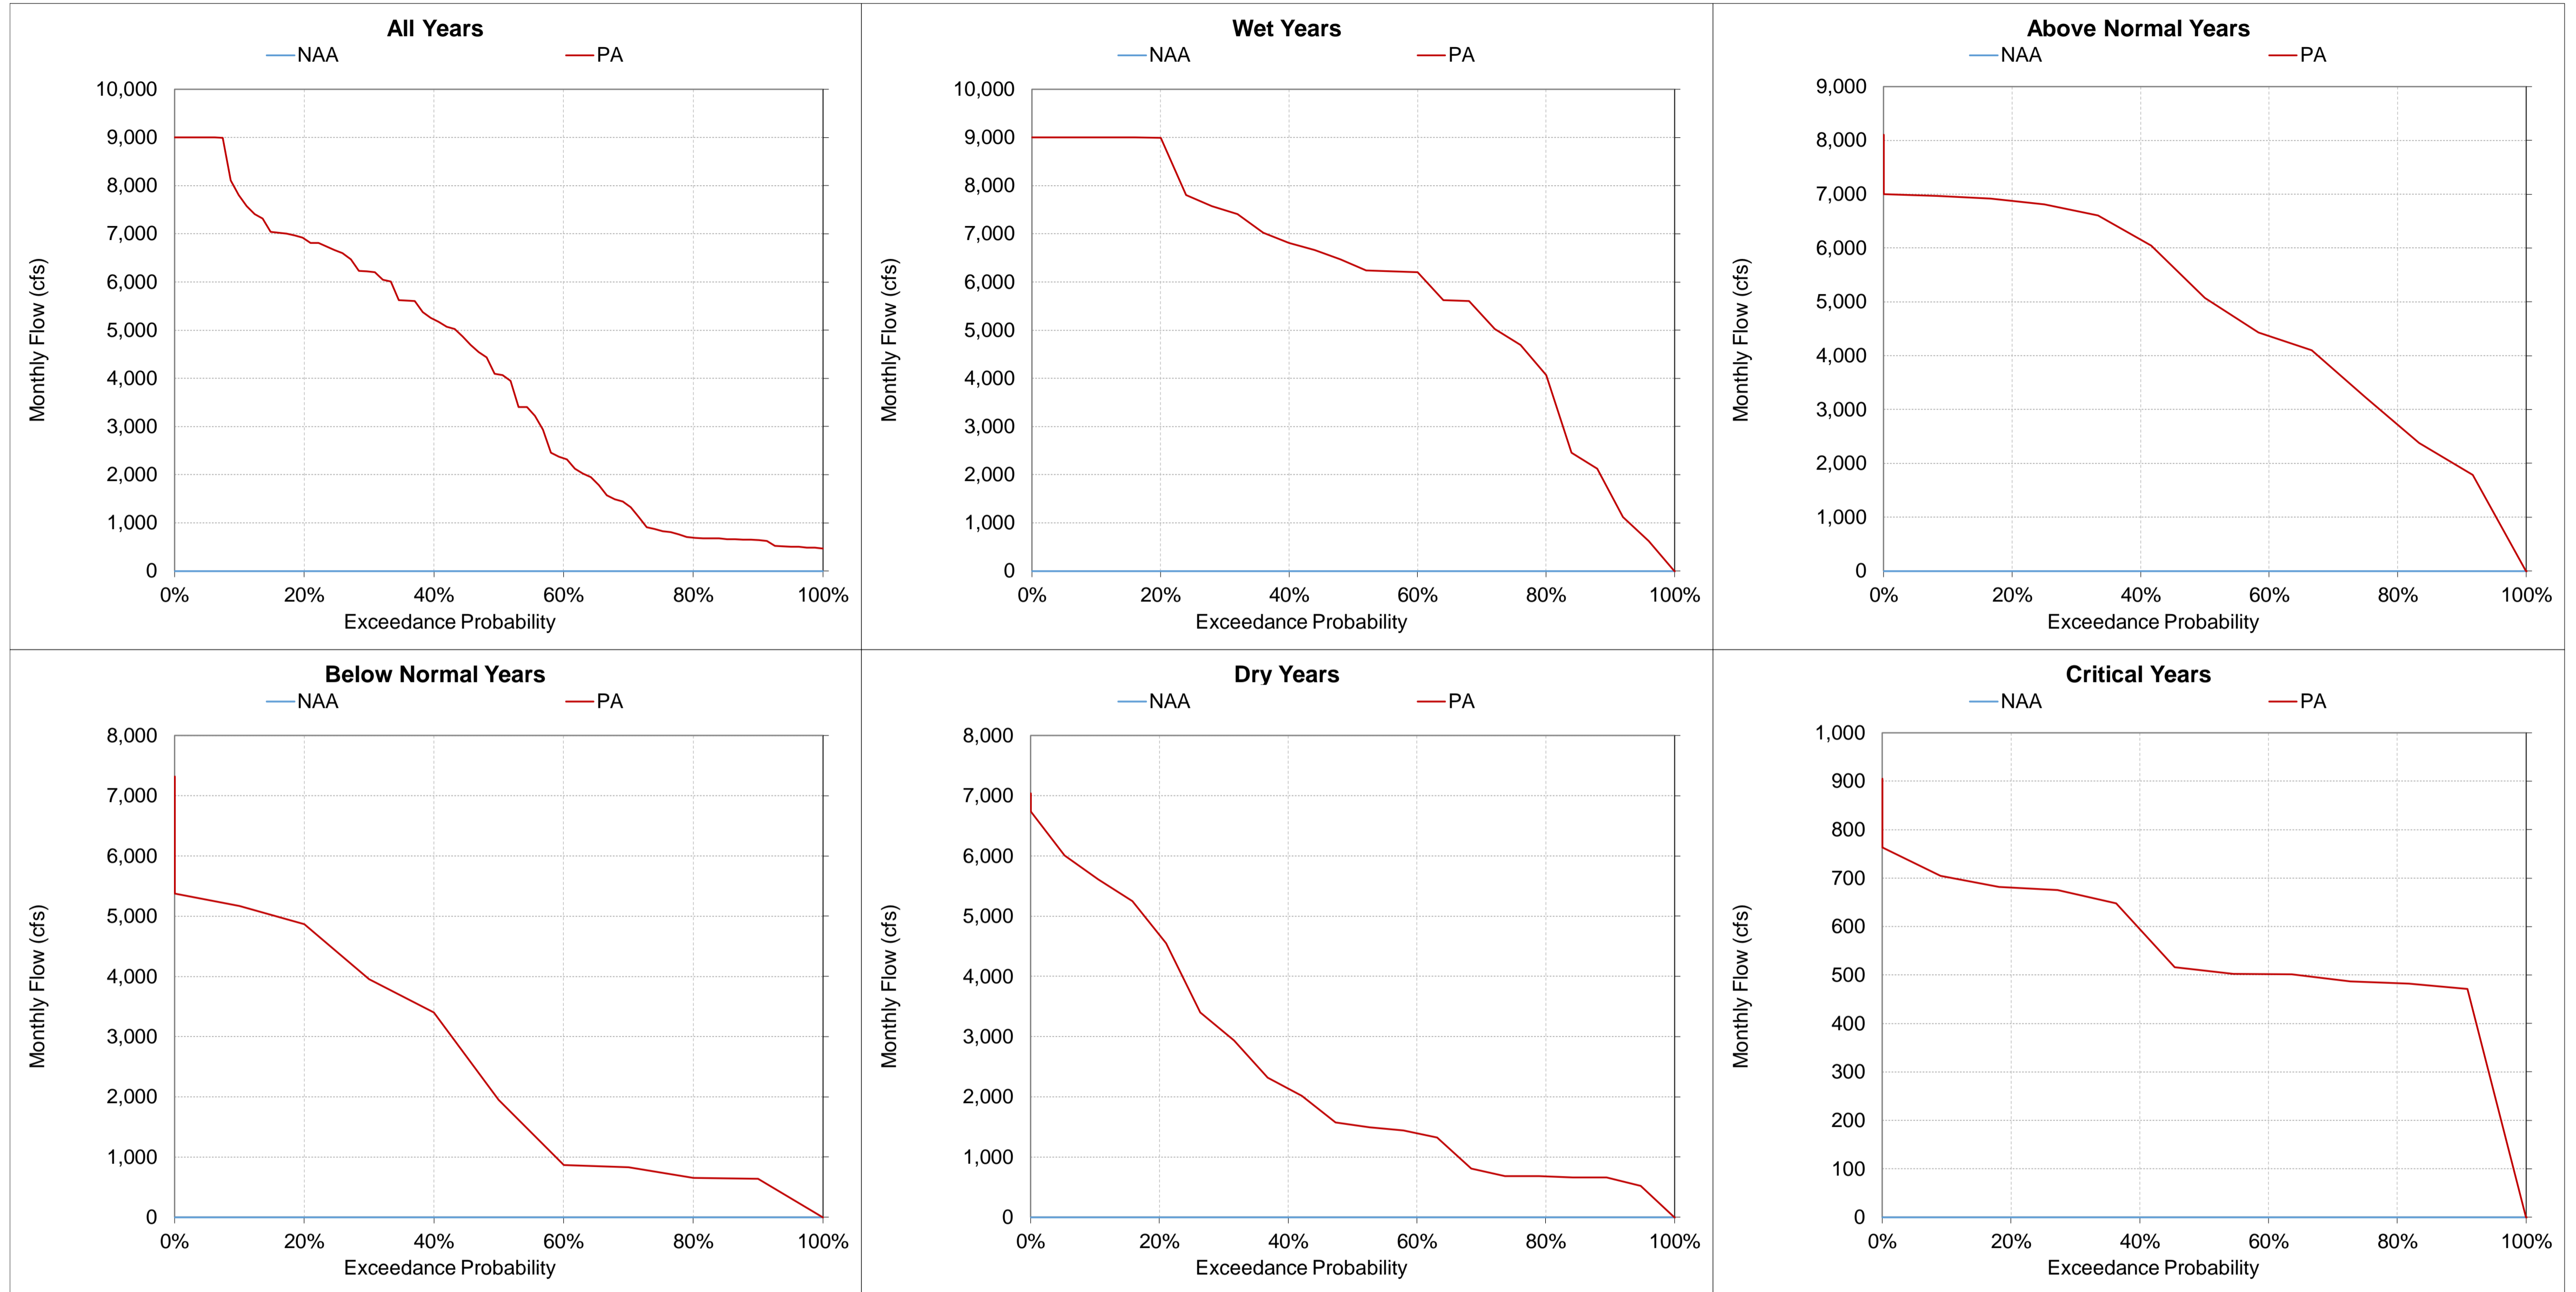 All Years
NAA PA
10,000
9,000
8,000
7,000
6,000
5,000
4,000
3,000
2,000
1,000
0
Monthly Flow (cfs)
0% 20% 40% 60% 80% 100%
Exceedance Probability
Wet Years
NAA PA
10,000
9,000
8,000
7,000
6,000
5,000
4,000
3,000
2,000
1,000
0
Monthly Flow (cfs)
0% 20% 40% 60% 80% 100%
Exceedance Probability
Above Normal Years
NAA PA
9,000
8,000
7,000
6,000
5,000
4,000
3,000
2,000
1,000
0
Monthly Flow (cfs)
0% 20% 40% 60% 80% 100%
Exceedance Probability
Below Normal Years
NAA PA
8,000
7,000
6,000
5,000
4,000
3,000
2,000
1,000
0
Monthly Flow (cfs)
0% 20% 40% 60% 80% 100%
Exceedance Probability
Dry Years
NAA PA
8,000
7,000
6,000
5,000
4,000
3,000
2,000
1,000
0
Monthly Flow (cfs)
0% 20% 40% 60% 80% 100%
Exceedance Probability
Critical Years
NAA PA
1,000
900
800
700
600
500
400
300
200
100
0
Monthly Flow (cfs)
0% 20% 40% 60% 80% 100%
Exceedance Probability